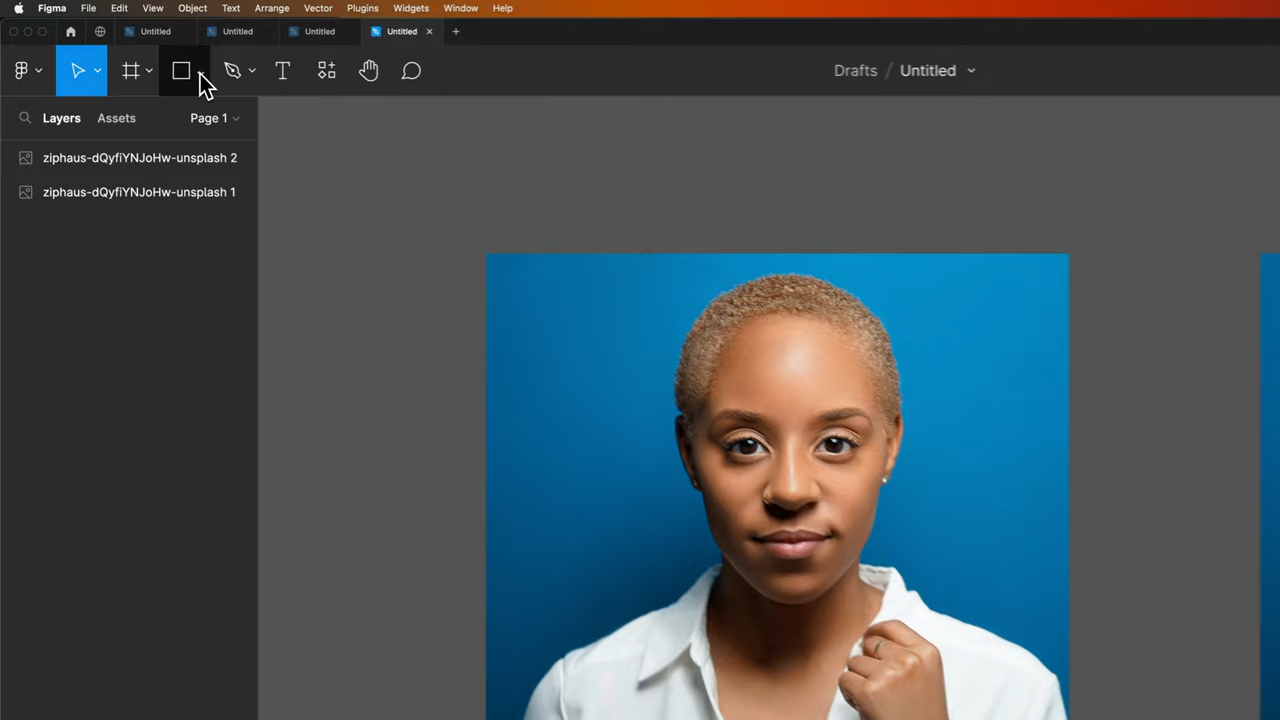 Figma File Edit View Object Text Arrange Vector Plugins Widgets Window Help
Untitled Untitled Untitled Untitled
Drafts / Untitled
Layers Assets Page 1
ziphaus-dQyfiYNJoHw-unsplash 2
ziphaus-dQyfiYNJoHw-unsplash 1